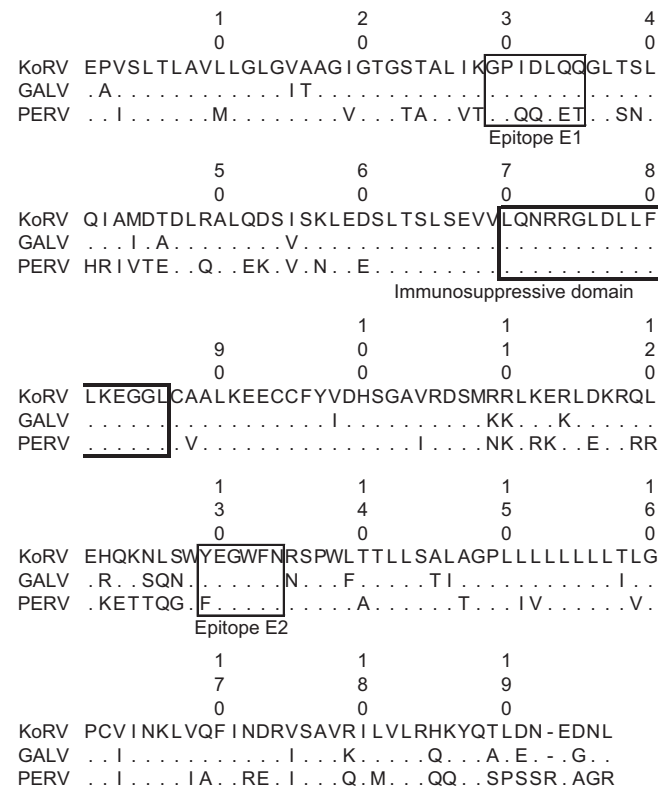 1 2 3 4
0 0 0 0
KoRV EPVSLTLAVLLGLGVAAGIGTGSTALIKGPIDLQQGLTSL
GALV .A............IT........................
PERV ..I......M........V...TA..VT..QQ.ET..SN.
Epitope E1
5 6 7 8
0 0 0 0
KoRV QIAMDTDLRALQDSISKLEDSLTSLSEVVLQNRRGLDLLF
GALV ...I.A........V.........................
PERV HRIVTE..Q..EK.V.N..E....................
Immunosuppressive domain
1 1 1
9 0 1 2
0 0 0 0
KoRV LKEGGLCAALKEECCFYVDHSGAVRDSMRRLKERLDKRQL
GALV .................I..........KK...K......
PERV .......V...............I....NK.RK..E..RR
1 1 1 1
3 4 5 6
0 0 0 0
KoRV EHQKNLSWYEGWFNRSPWLTTLLSALAGPLLLLLLLLTLG
GALV .R..SQN.......N...F.....TI...........I..
PERV .KETTQG.F..........A......T...IV......V.
Epitope E2
1 1 1
7 8 9
0 0 0
KoRV PCVINKLVQFINDRVSAVRILVLRHKYQTLDN-EDNL
GALV ..I...........I...K.....Q...A.E.-.G..
PERV ..I....IA..RE.I...Q.M...QQ..SPSSR.AGR